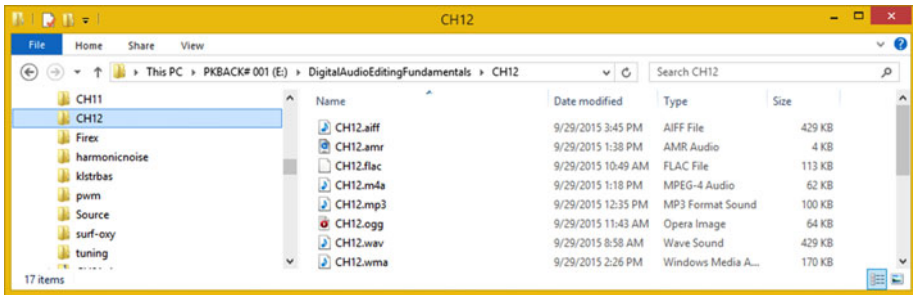 CH12
File Home Share View
This PC PKBACK# 001 (E:) DigitalAudioEditingFundamentals CH12 Search CH12
Name Date modified Type Size
CH11
CH12
Firex
harmonicnoise
klstrbas
pwm
Source
surf-oxy
tuning
CH12.aiff 9/29/2015 3:45 PM AIFF File 429 KB
CH12.amr 9/29/2015 1:38 PM AMR Audio 4 KB
CH12.flac 9/29/2015 10:49 AM FLAC File 113 KB
CH12.m4a 9/29/2015 1:18 PM MPEG-4 Audio 62 KB
CH12.mp3 9/29/2015 12:35 PM MP3 Format Sound 100 KB
CH12.ogg 9/29/2015 11:43 AM Opera Image 64 KB
CH12.wav 9/29/2015 8:58 AM Wave Sound 429 KB
CH12.wma 9/29/2015 2:26 PM Windows Media A... 170 KB
17 items